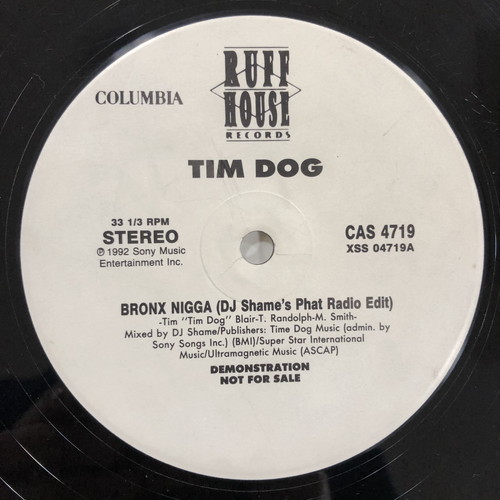 COLUMBIA
RUFF
HOUSE
RECORDS
TIM DOG
33 1/3 RPM
STEREO
℗ 1992 Sony Music
Entertainment Inc.
CAS 4719
XSS 04719A
BRONX NIGGA (DJ Shame's Phat Radio Edit)
-Tim "Tim Dog" Blair-T. Randolph-M. Smith-
Mixed by DJ Shame/Publishers: Time Dog Music (admin. by
Sony Songs Inc.) (BMI)/Super Star International
Music/Ultramagnetic Music (ASCAP)
DEMONSTRATION
NOT FOR SALE